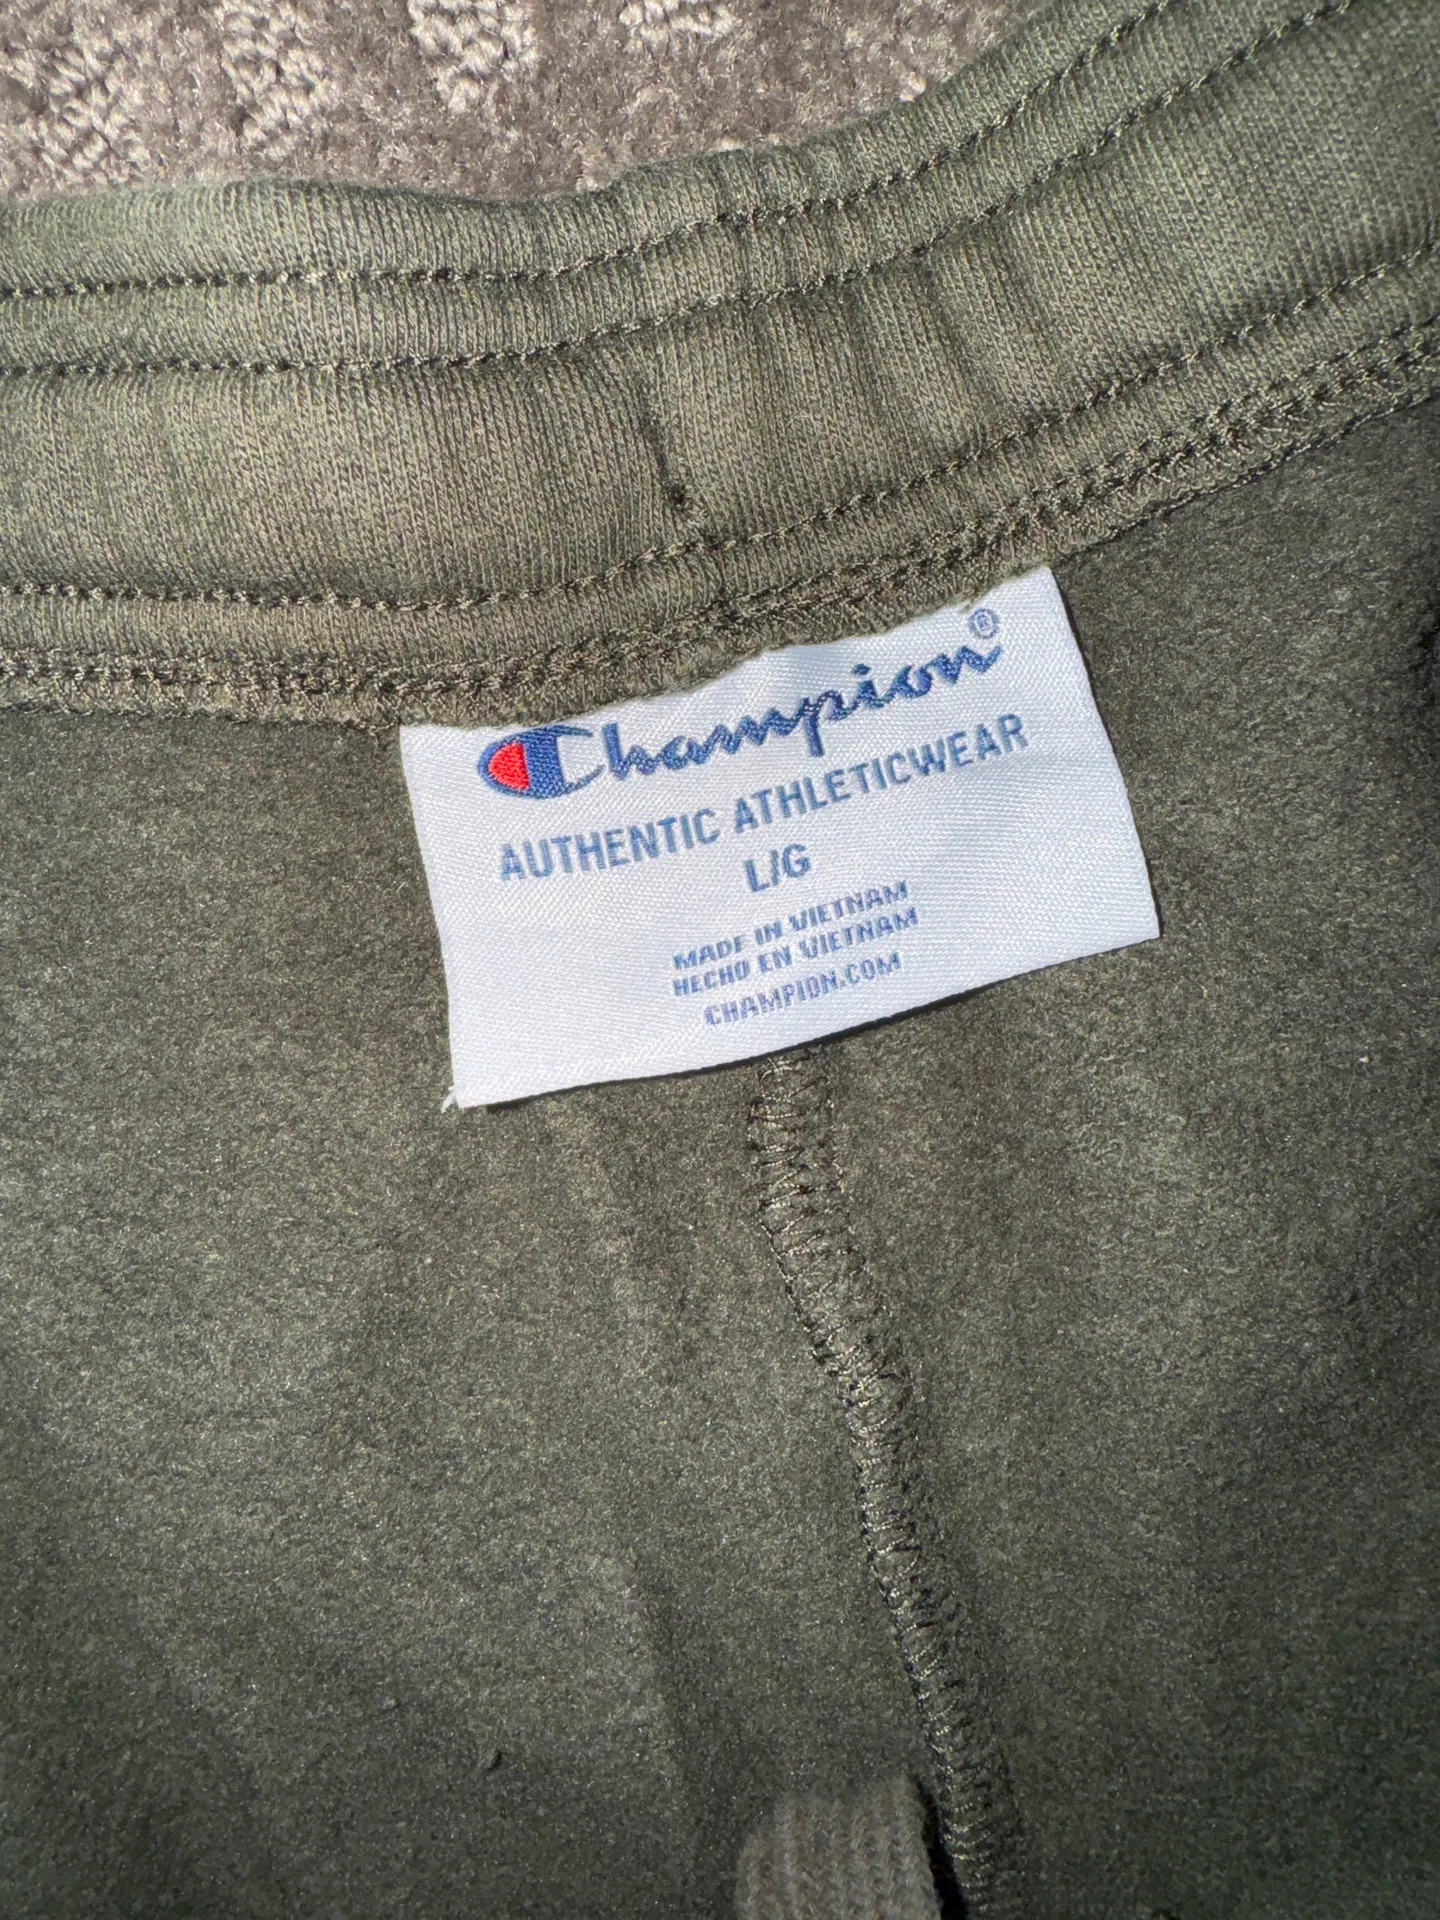 Champion®
AUTHENTIC ATHLETICWEAR
L/G
MADE IN VIETNAM
HECHO EN VIETNAM
CHAMPION.COM